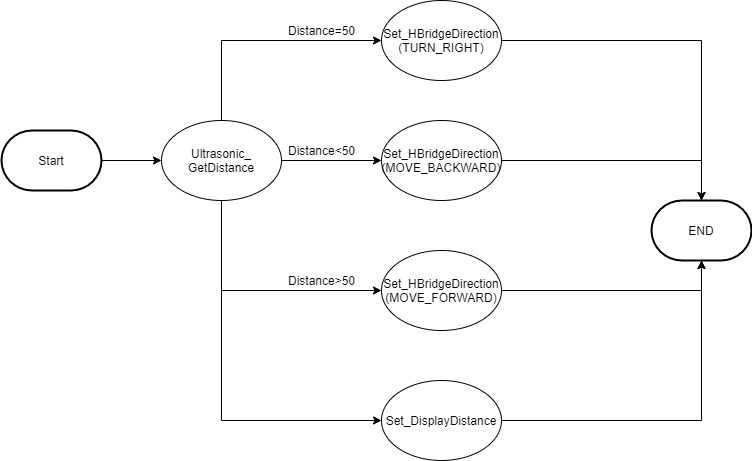 Distance=50
Set_HBridgeDirection
(TURN_RIGHT)
Start
Ultrasonic_
GetDistance
Distance<50
Set_HBridgeDirection
(MOVE_BACKWARD)
END
Distance>50
Set_HBridgeDirection
(MOVE_FORWARD)
Set_DisplayDistance